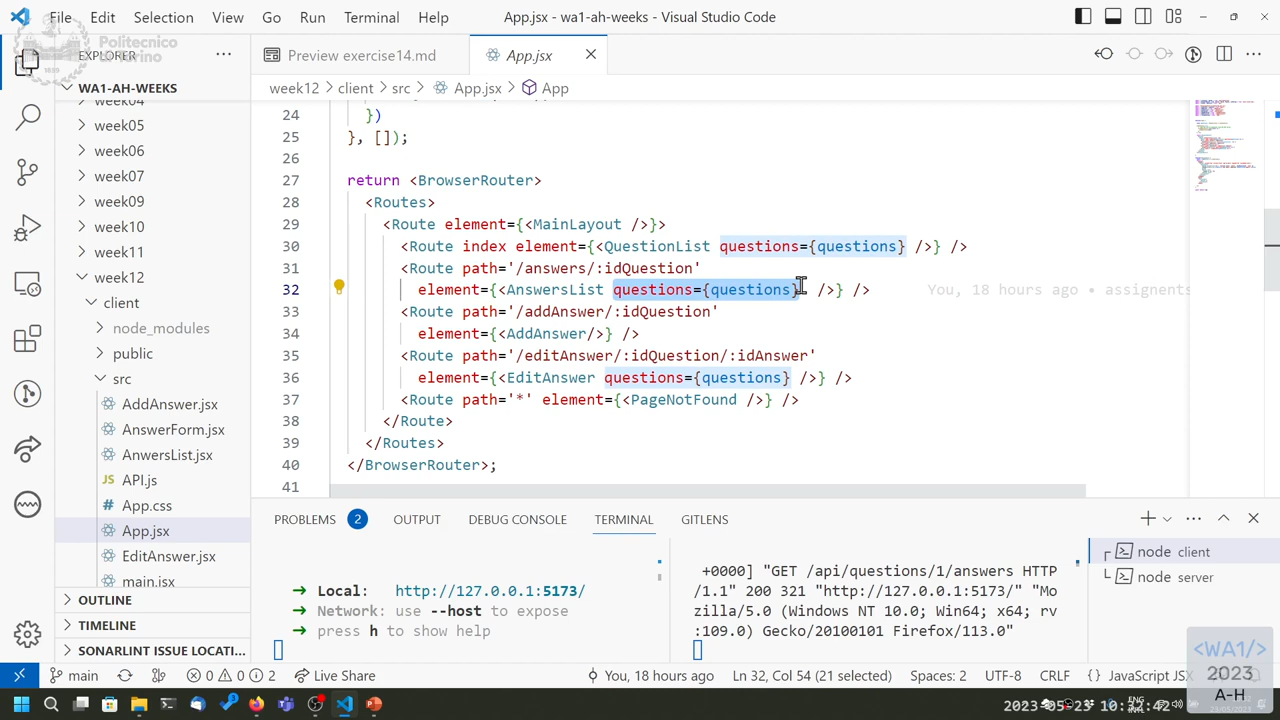 File Edit Selection View Go Run Terminal Help App.jsx - wa1-ah-weeks - Visual Studio Code
Politecnico
di Torino
EXPLORER
Preview exercise14.md
App.jsx
WA1-AH-WEEKS
week12 > client > src > App.jsx > App
week04
week05
week06
week07
week09
week10
week11
week12
client
node_modules
public
src
AddAnswer.jsx
AnswerForm.jsx
AnwersList.jsx
API.js
App.css
App.jsx
EditAnswer.jsx
main.jsx
OUTLINE
TIMELINE
SONARLINT ISSUE LOCATI...
24 })
25 }, []);
26
27 return <BrowserRouter>
28 <Routes>
29 <Route element={<MainLayout />}>
30 <Route index element={<QuestionList questions={questions} />} />
31 <Route path='/answers/:idQuestion'
32 element={<AnswersList questions={questions} />} /> You, 18 hours ago • assignents
33 <Route path='/addAnswer/:idQuestion'
34 element={<AddAnswer/>} />
35 <Route path='/editAnswer/:idQuestion/:idAnswer'
36 element={<EditAnswer questions={questions} />} />
37 <Route path='*' element={<PageNotFound />} />
38 </Route>
39 </Routes>
40 </BrowserRouter>;
41
PROBLEMS 2 OUTPUT DEBUG CONSOLE TERMINAL GITLENS
➜ Local: http://127.0.0.1:5173/
➜ Network: use --host to expose
➜ press h to show help
+0000] "GET /api/questions/1/answers HTTP
/1.1" 200 321 "http://127.0.0.1:5173/" "Mo
zilla/5.0 (Windows NT 10.0; Win64; x64; rv
:109.0) Gecko/20100101 Firefox/113.0"
node client
node server
<WA1/>
2023
A-H
main 0 0 2 Live Share You, 18 hours ago Ln 32, Col 54 (21 selected) Spaces: 2 UTF-8 CRLF { } JavaScript JSX
ENG